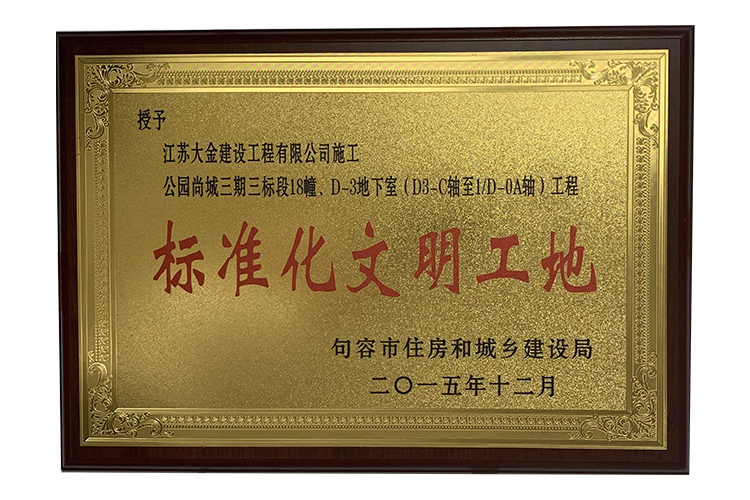 授予
江苏大金建设工程有限公司施工
公园尚城三期三标段18幢、D-3地下室（D3-C轴至1/D-0A轴）工程
标准化文明工地
句容市住房和城乡建设局
二〇一五年十二月